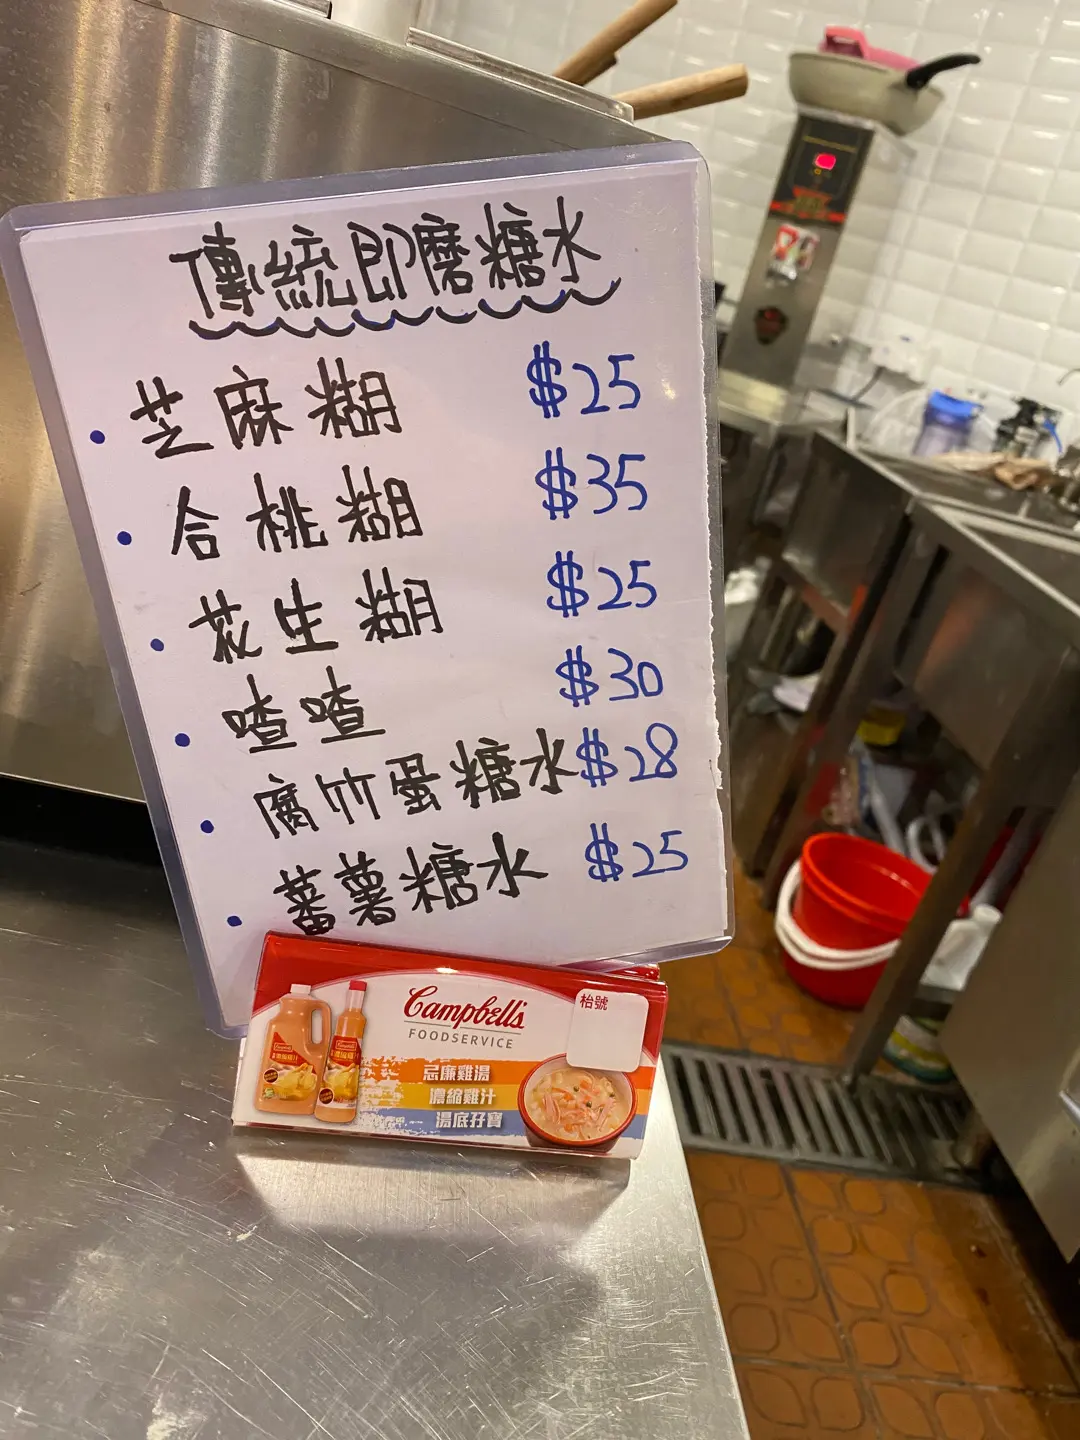 傳統即磨糖水
• 芝麻糊 $25
• 合桃糊 $35
• 花生糊 $25
• 喳喳 $30
• 腐竹蛋糖水 $28
• 蕃薯糖水 $25
Campbell's
FOODSERVICE
枱號
忌廉雞湯
濃縮雞汁
湯底孖寶